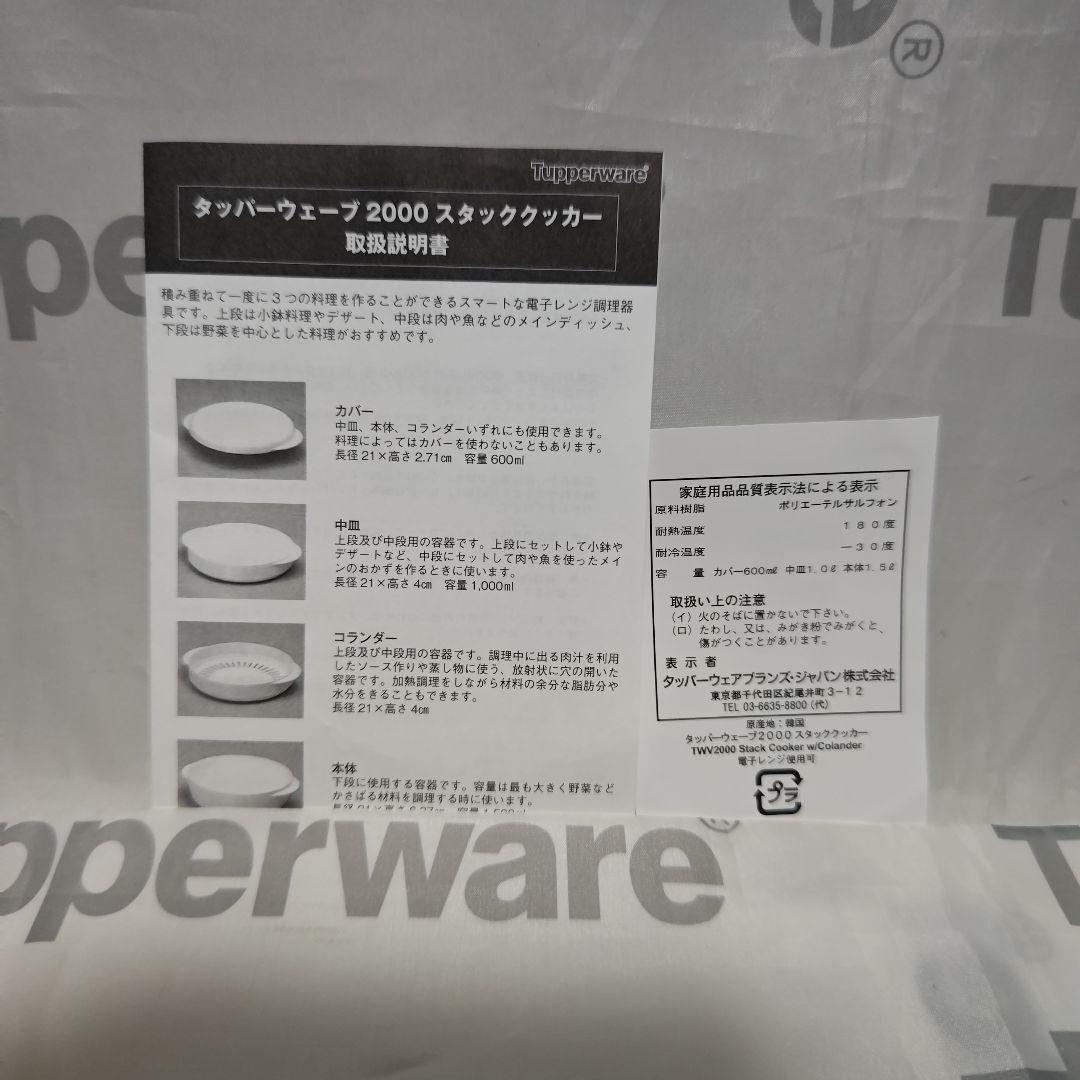 ®
Tupperware®
タッパーウェーブ 2000 スタッククッカー
取扱説明書
積み重ねて一度に3つの料理を作ることができるスマートな電子レンジ調理器
具です。上段は小鉢料理やデザート、中段は肉や魚などのメインディッシュ、
下段は野菜を中心とした料理がおすすめです。
カバー
中皿、本体、コランダーいずれにも使用できます。
料理によってはカバーを使わないこともあります。
長径21×高さ2.71㎝ 容量600㎖
中皿
上段及び中段用の容器です。上段にセットして小鉢や
デザートなど、中段にセットして肉や魚を使ったメイ
ンのおかずを作るときに使います。
長径21×高さ4㎝ 容量1,000㎖
コランダー
上段及び中段用の容器です。調理中に出る肉汁を利用
したソース作りや蒸し物に使う、放射状に穴の開いた
容器です。加熱調理をしながら材料の余分な脂肪分や
水分をきることもできます。
長径21×高さ4㎝
本体
下段に使用する容器です。容量は最も大きく野菜など
かさばる材料を調理する時に使います。
家庭用品品質表示法による表示
原料樹脂 ポリエーテルサルフォン
耐熱温度 180度
耐冷温度 －30度
容 量 カバー600㎖ 中皿1.0ℓ 本体1.5ℓ
取扱い上の注意
（イ）火のそばに置かないで下さい。
（ロ）たわし、又は、みがき粉でみがくと、
傷がつくことがあります。
表示者
タッパーウェアブランズ・ジャパン株式会社
東京都千代田区紀尾井町3－12
TEL 03-6635-8800（代）
原産地：韓国
タッパーウェーブ2000スタッククッカー
TWV2000 Stack Cooker w/Colander
電子レンジ使用可
プラ
pperware®